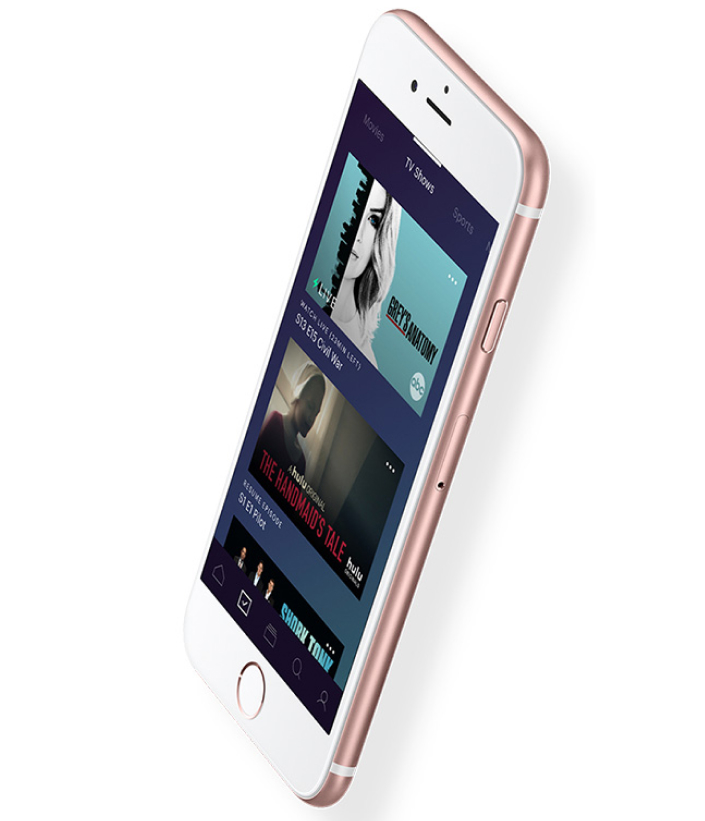 Movies
TV Shows
Sports
LIVE
GREY'S
ANATOMY
abc
WATCH LIVE (23MIN LEFT)
S13 E15 Civil War
A hulu ORIGINAL
THE HANDMAID'S TALE
hulu
ORIGINALS
RESUME EPISODE
S1 E1 Pilot
SHARK TANK